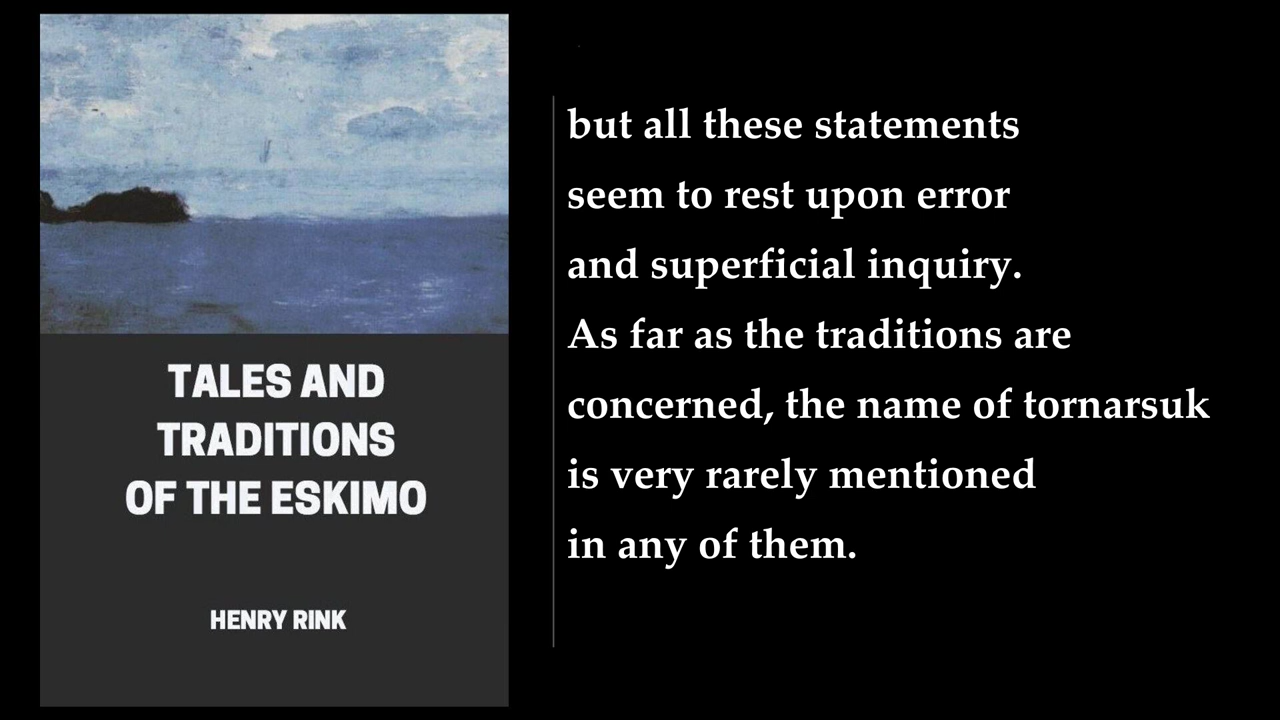 TALES AND
TRADITIONS
OF THE ESKIMO
HENRY RINK
but all these statements
seem to rest upon error
and superficial inquiry.
As far as the traditions are
concerned, the name of tornarsuk
is very rarely mentioned
in any of them.